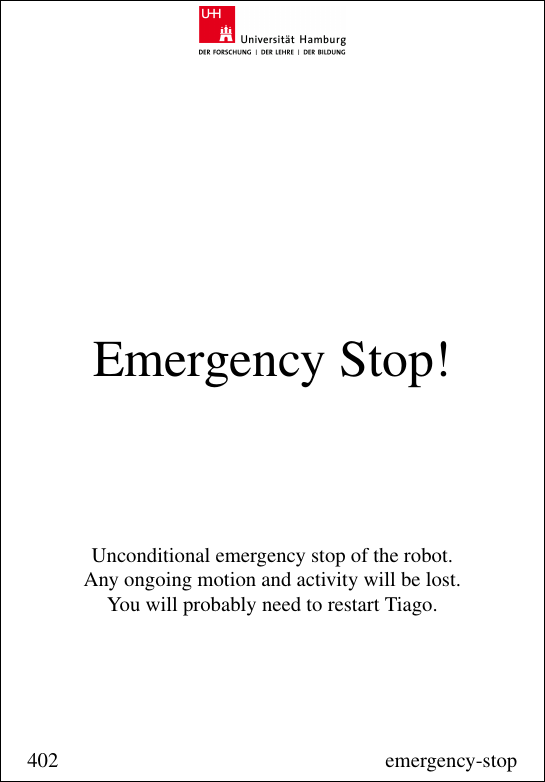 UHH
Universität Hamburg
DER FORSCHUNG | DER LEHRE | DER BILDUNG
Emergency Stop!
Unconditional emergency stop of the robot.
Any ongoing motion and activity will be lost.
You will probably need to restart Tiago.
402 emergency-stop